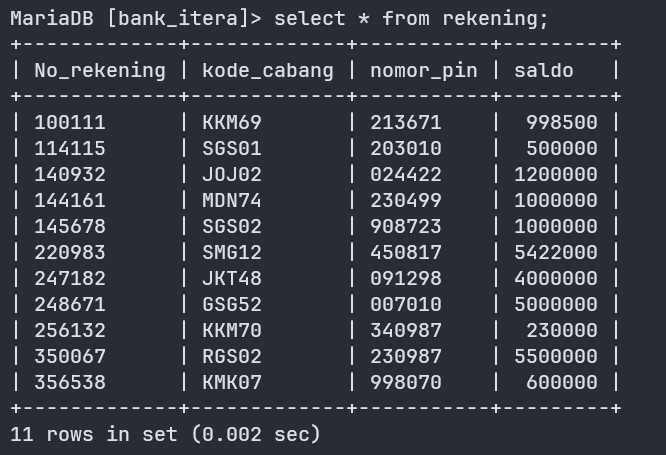 MariaDB [bank_itera]> select * from rekening;
+-------------+-------------+-----------+---------+
| No_rekening | kode_cabang | nomor_pin | saldo   |
+-------------+-------------+-----------+---------+
| 100111      | KKM69       | 213671    |  998500 |
| 114115      | SGS01       | 203010    |  500000 |
| 140932      | JOJ02       | 024422    | 1200000 |
| 144161      | MDN74       | 230499    | 1000000 |
| 145678      | SGS02       | 908723    | 1000000 |
| 220983      | SMG12       | 450817    | 5422000 |
| 247182      | JKT48       | 091298    | 4000000 |
| 248671      | GSG52       | 007010    | 5000000 |
| 256132      | KKM70       | 340987    |  230000 |
| 350067      | RGS02       | 230987    | 5500000 |
| 356538      | KMK07       | 998070    |  600000 |
+-------------+-------------+-----------+---------+
11 rows in set (0.002 sec)